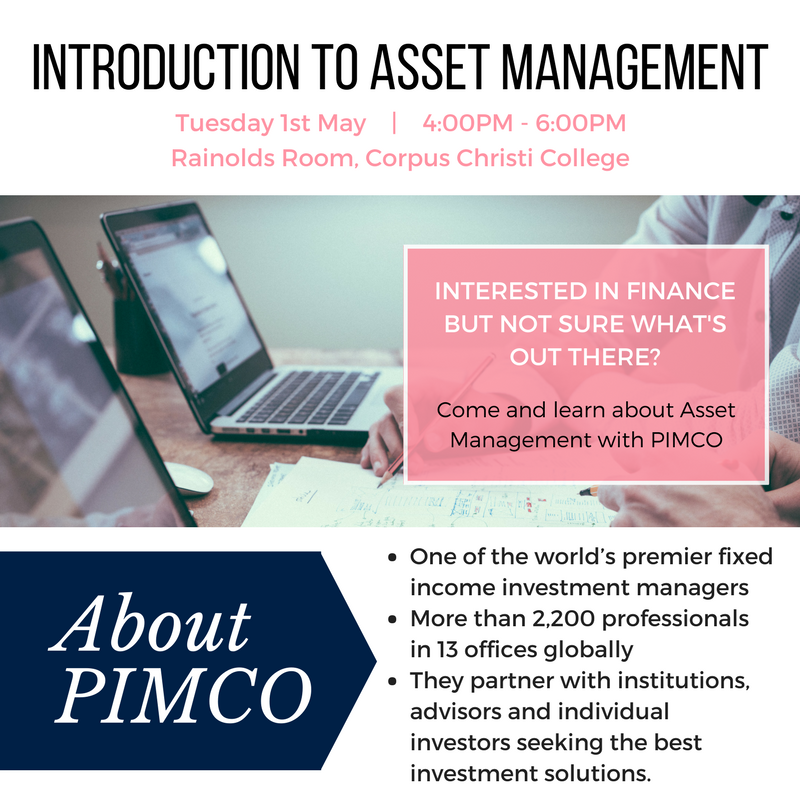 INTRODUCTION TO ASSET MANAGEMENT
Tuesday 1st May | 4:00PM - 6:00PM
Rainolds Room, Corpus Christi College
INTERESTED IN FINANCE
BUT NOT SURE WHAT'S
OUT THERE?
Come and learn about Asset
Management with PIMCO
About
PIMCO
• One of the world’s premier fixed
income investment managers
• More than 2,200 professionals
in 13 offices globally
• They partner with institutions,
advisors and individual
investors seeking the best
investment solutions.